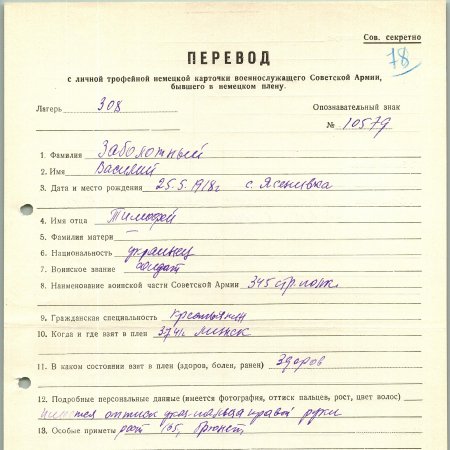 Сов. секретно
78
ПЕРЕВОД
с личной трофейной немецкой карточки военнослужащего Советской Армии,
бывшего в немецком плену.
Лагерь 308 Опознавательный знак
№ 10579
1. Фамилия Заболотный
2. Имя Василий
3. Дата и место рождения 25.5.1918г с. Ясеновка
4. Имя отца Тимофей
5. Фамилия матери —
6. Национальность украинец
7. Воинское звание солдат
8. Наименование воинской части Советской Армии 345 стр. полк.
9. Гражданская специальность крестьянин
10. Когда и где взят в плен 3.7.41г. Минск
11. В каком состоянии взят в плен (здоров, болен, ранен) Здоров
12. Подробные персональные данные (имеется фотография, оттиск пальцев, рост, цвет волос)
имеется оттиск указ. пальца правой руки
13. Особые приметы рост 165, брюнет